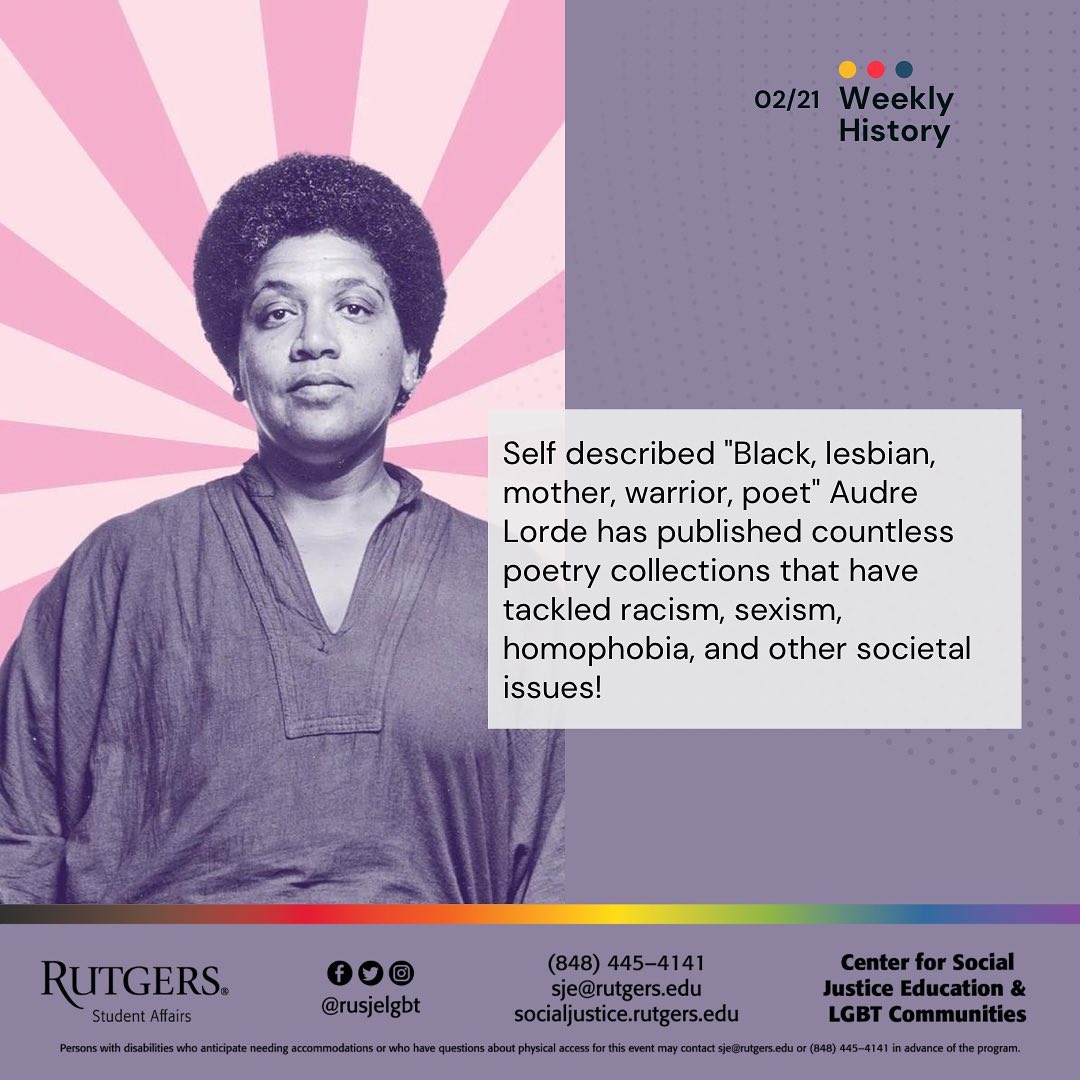 02/21 Weekly
History
Self described "Black, lesbian,
mother, warrior, poet" Audre
Lorde has published countless
poetry collections that have
tackled racism, sexism,
homophobia, and other societal
issues!
RUTGERS®
Student Affairs
@rusjelgbt
(848) 445–4141
sje@rutgers.edu
socialjustice.rutgers.edu
Center for Social
Justice Education &
LGBT Communities
Persons with disabilities who anticipate needing accommodations or who have questions about physical access for this event may contact sje@rutgers.edu or (848) 445–4141 in advance of the program.